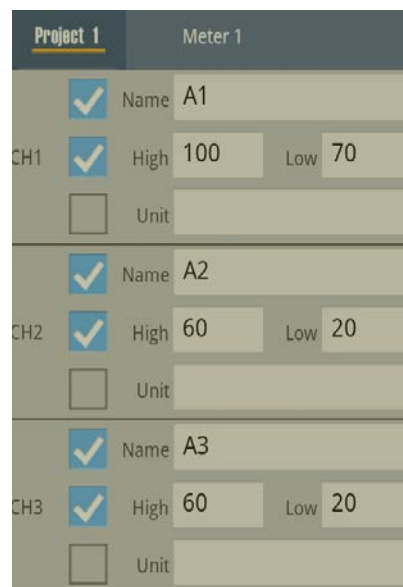 Project 1 Meter 1
Name A1
CH1 High 100 Low 70
Unit
Name A2
CH2 High 60 Low 20
Unit
Name A3
CH3 High 60 Low 20
Unit